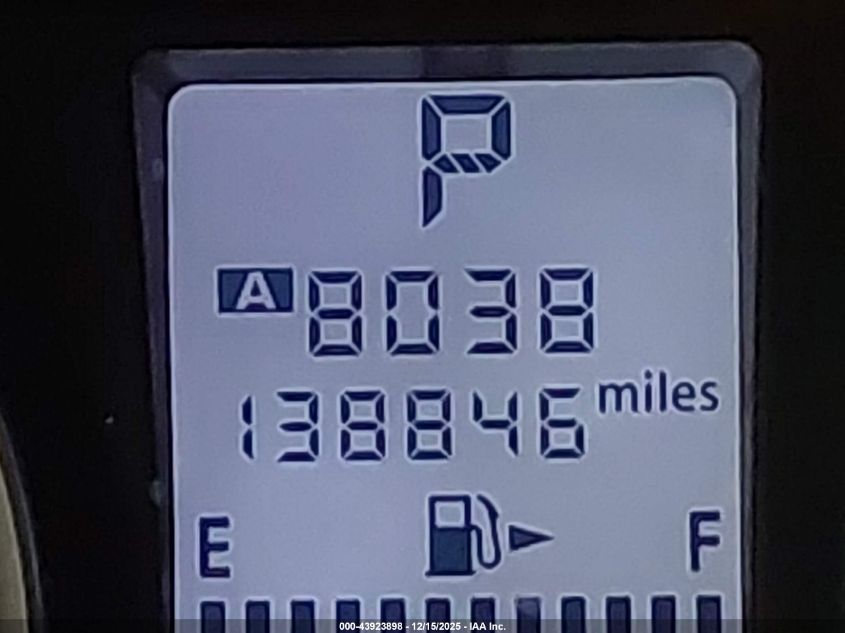 P
A 8038
138846 miles
E F
000-43923898 - 12/15/2025 - IAA Inc.